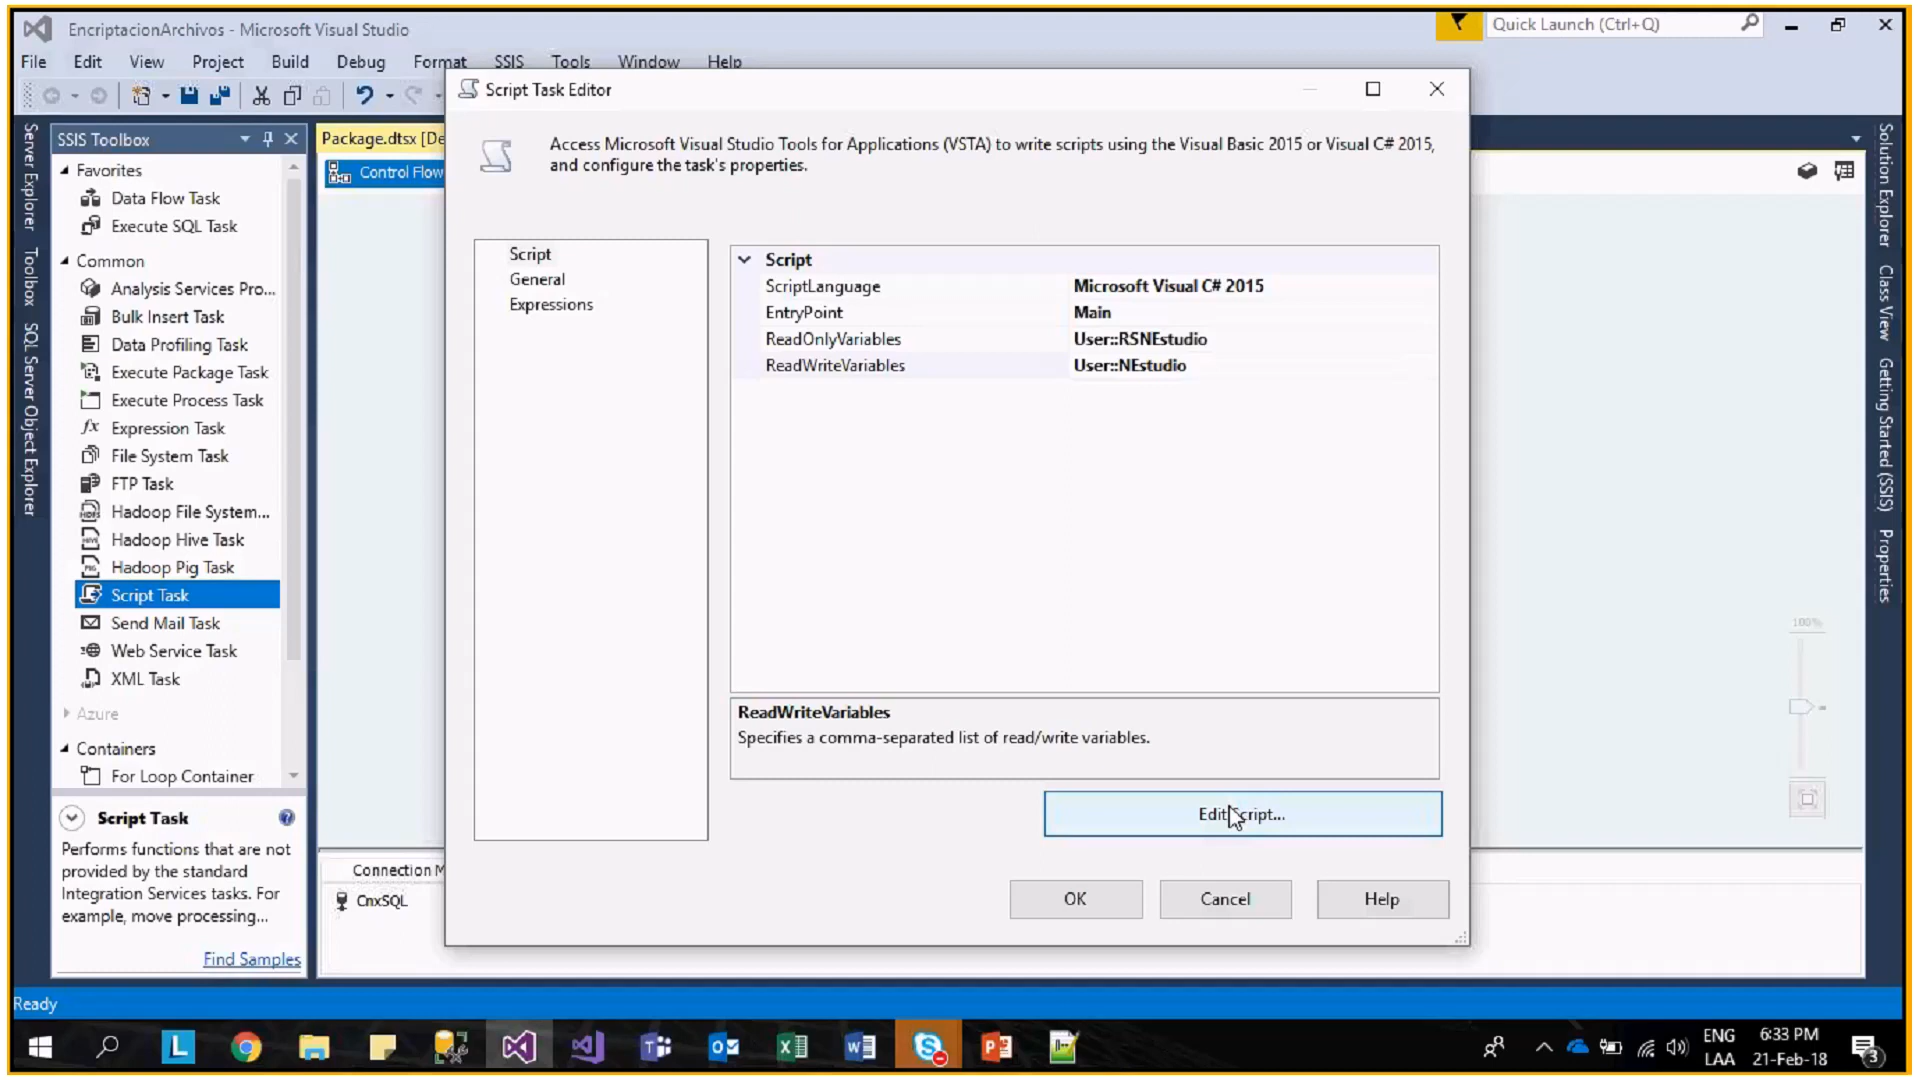 EncriptacionArchivos - Microsoft Visual Studio
Quick Launch (Ctrl+Q)
File Edit View Project Build Debug Format SSIS Tools Window Help
Script Task Editor
Access Microsoft Visual Studio Tools for Applications (VSTA) to write scripts using the Visual Basic 2015 or Visual C# 2015,
and configure the task's properties.
Server Explorer
Toolbox
SQL Server Object Explorer
SSIS Toolbox
Favorites
Data Flow Task
Execute SQL Task
Common
Analysis Services Pro...
Bulk Insert Task
Data Profiling Task
Execute Package Task
Execute Process Task
Expression Task
File System Task
FTP Task
Hadoop File System...
Hadoop Hive Task
Hadoop Pig Task
Script Task
Send Mail Task
Web Service Task
XML Task
Azure
Containers
For Loop Container
Script Task
Performs functions that are not
provided by the standard
Integration Services tasks. For
example, move processing...
Find Samples
Package.dtsx [De
Control Flow
Connection M
CnxSQL
Script
General
Expressions
Script
ScriptLanguage Microsoft Visual C# 2015
EntryPoint Main
ReadOnlyVariables User::RSNEstudio
ReadWriteVariables User::NEstudio
ReadWriteVariables
Specifies a comma-separated list of read/write variables.
Edit Script...
OK Cancel Help
100%
Solution Explorer
Class View
Getting Started (SSIS)
Properties
Ready
ENG
LAA
6:33 PM
21-Feb-18
3